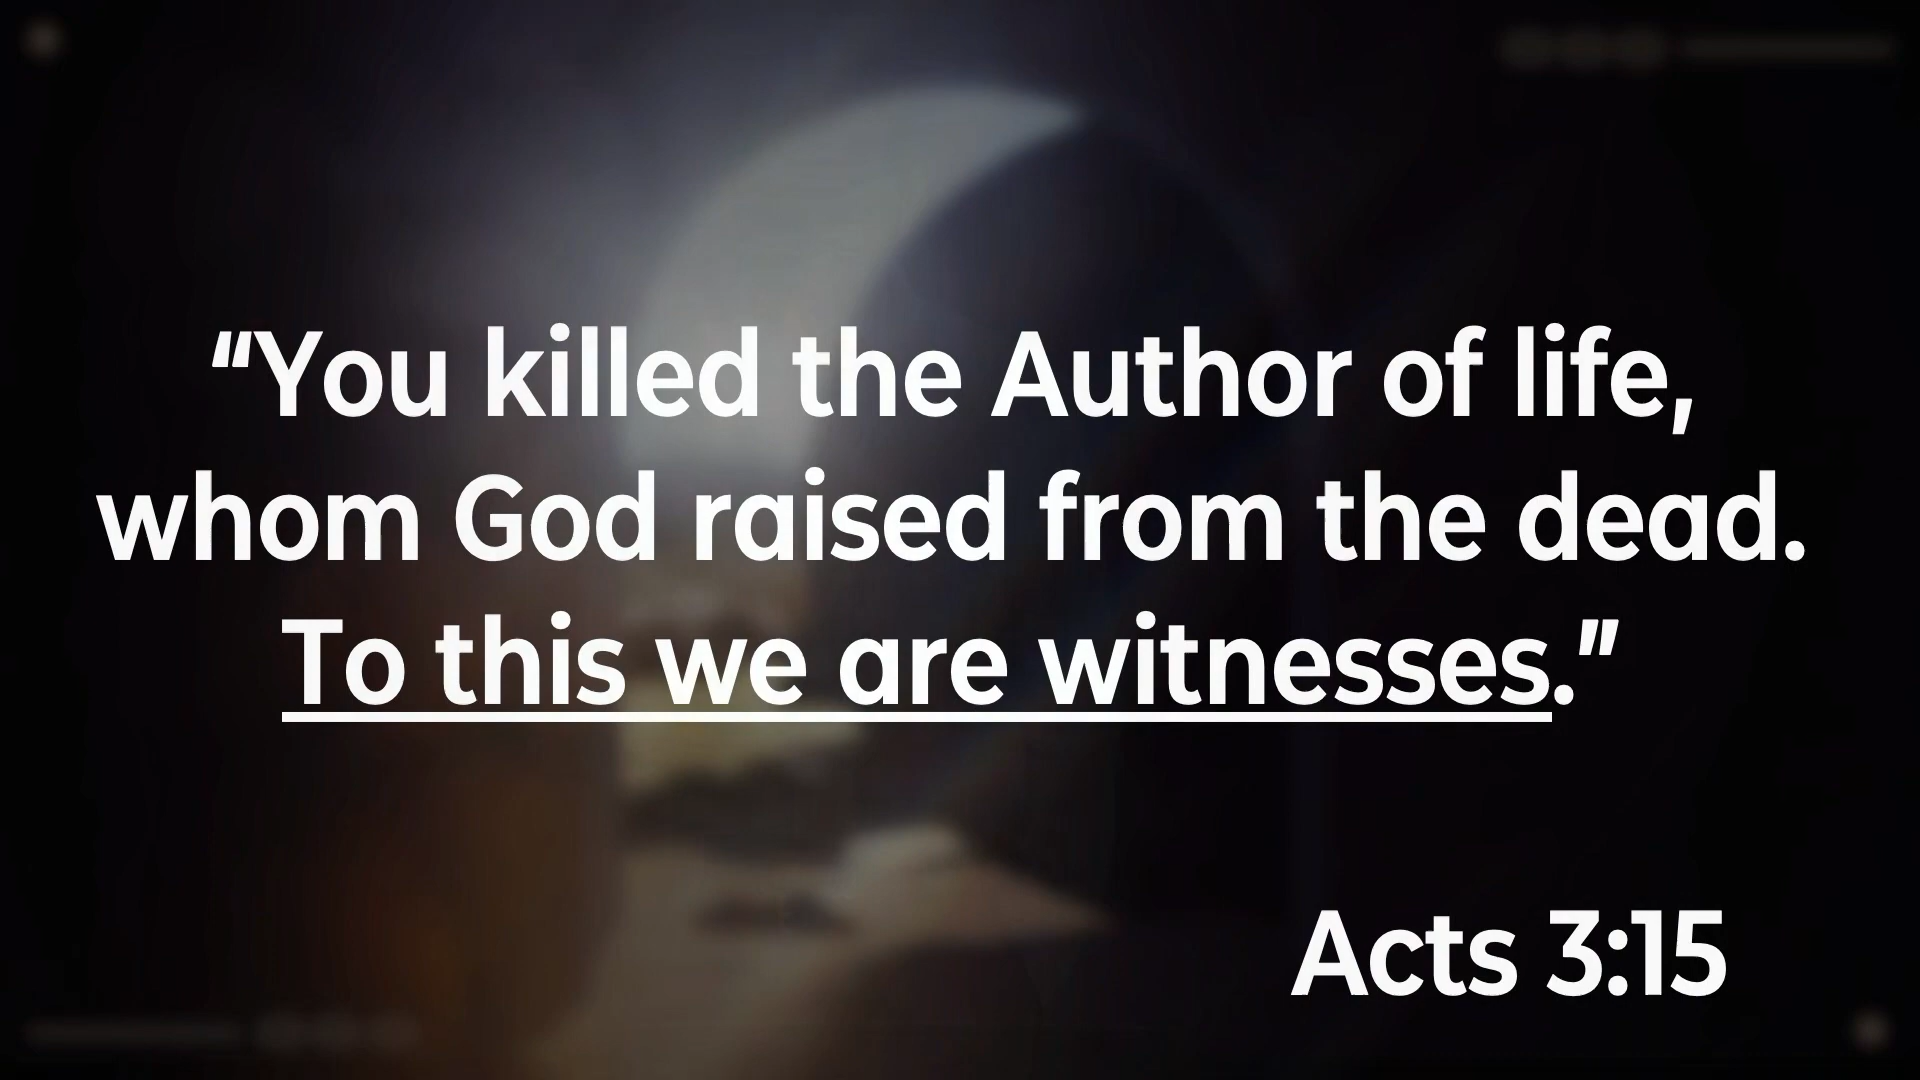 “You killed the Author of life,
whom God raised from the dead.
To this we are witnesses.”
Acts 3:15